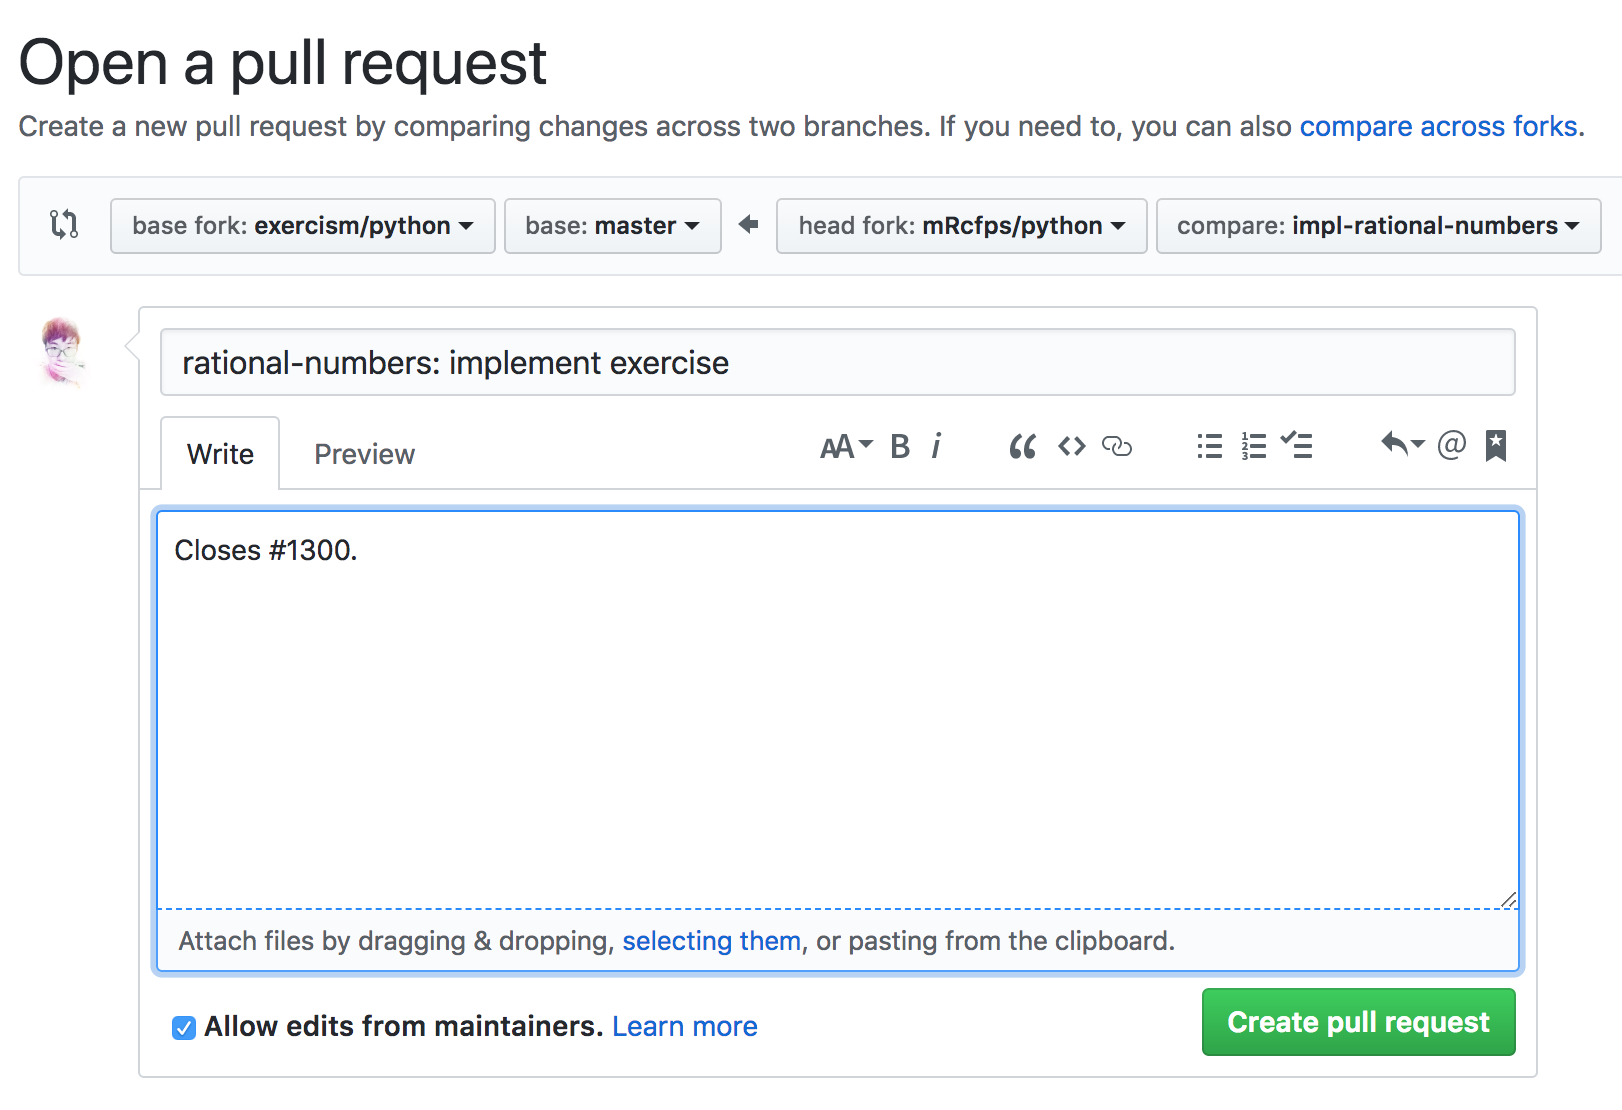 Open a pull request
Create a new pull request by comparing changes across two branches. If you need to, you can also compare across forks.
base fork: exercism/python base: master head fork: mRcfps/python compare: impl-rational-numbers
rational-numbers: implement exercise
Write Preview AA B i @
Closes #1300.
Attach files by dragging & dropping, selecting them, or pasting from the clipboard.
Allow edits from maintainers. Learn more
Create pull request